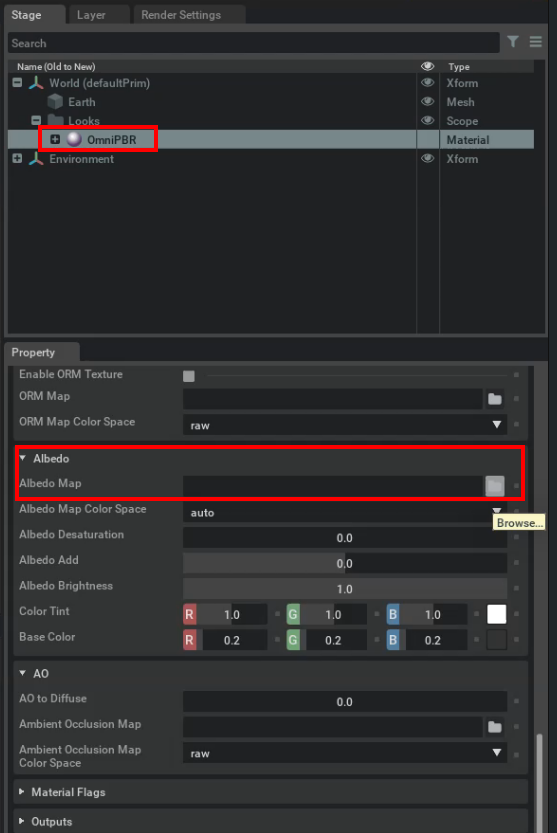 Stage Layer Render Settings
Search
Name (Old to New) Type
World (defaultPrim) Xform
Earth Mesh
Looks Scope
OmniPBR Material
Environment Xform
Property
Enable ORM Texture
ORM Map
ORM Map Color Space raw
Albedo
Albedo Map
Albedo Map Color Space auto
Browse...
Albedo Desaturation 0.0
Albedo Add 0.0
Albedo Brightness 1.0
Color Tint R 1.0 G 1.0 B 1.0
Base Color R 0.2 G 0.2 B 0.2
AO
AO to Diffuse 0.0
Ambient Occlusion Map
Ambient Occlusion Map
Color Space raw
Material Flags
Outputs